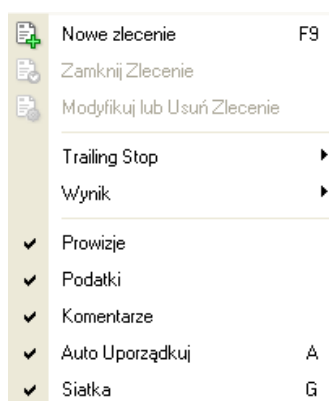 Nowe zlecenie F9
Zamknij Zlecenie
Modyfikuj lub Usuń Zlecenie
Trailing Stop
Wynik
Prowizje
Podatki
Komentarze
Auto Uporządkuj A
Siatka G